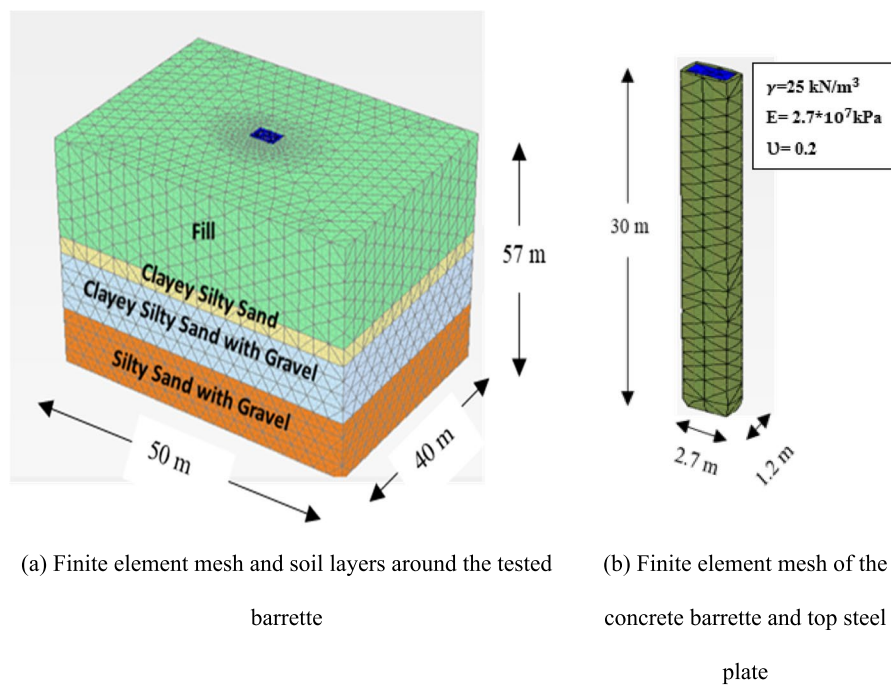 Fill
Clayey Silty Sand
Clayey Silty Sand with Gravel
Silty Sand with Gravel
57 m
50 m
40 m
γ=25 kN/m³
E= 2.7*10⁷kPa
Ʋ= 0.2
30 m
2.7 m
1.2 m
(a) Finite element mesh and soil layers around the tested
barrette
(b) Finite element mesh of the
concrete barrette and top steel
plate